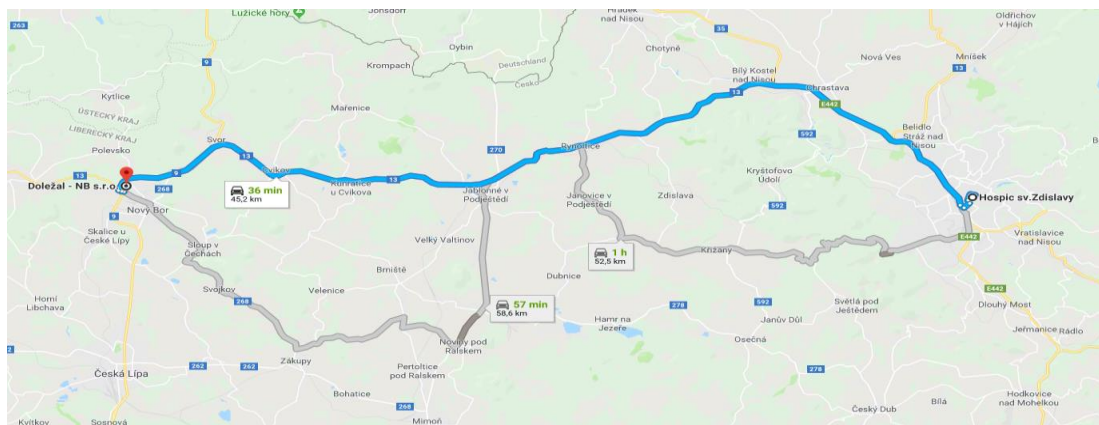 Lužické hory
Jonsdorf
Hrádek
nad Nisou
Oldřichov
v Hájích
263
9
35
Oybin
Deutschland
Česko
Chotyně
Nová Ves
Mníšek
Krompach
13
Bílý Kostel
nad Nisou
Kytlice
Mařenice
13
Chrastava
E442
ÚSTECKÝ KRAJ
LIBERECKÝ KRAJ
Svor
592
Belidlo
Stráž nad
Nisou
Polevsko
13
270
Rynoltice
13
9
Cvikov
Kryštofovo
Údolí
Doležal - NB s.r.o.
268
36 min
45,2 km
Kunratice
u Cvikova
13
Jablonné v
Podještědí
Janovice v
Podještědí
Zdislava
Hospic sv.Zdislavy
Nový Bor
9
592
Skalice u
České Lípy
Sloup v
Čechách
Velký Valtinov
1 h
52,5 km
Křižany
E442
Vratislavice
nad Nisou
Brniště
Dubnice
Svojkov
268
Velenice
278
592
E442
Horní
Libchava
57 min
58,6 km
Světlá pod
Ještědem
Dlouhý Most
Hamr na
Jezeře
Janův Důl
Jeřmanice
Rádlo
Noviny pod
Ralskem
Osečná
Zákupy
262
262
262
Pertoltice
pod Ralskem
Česká Lípa
278
Bohatice
Hodkovice
nad Mohelkou
268
Český Dub
Bílá
Kvítkov
Sosnová
Mimoň